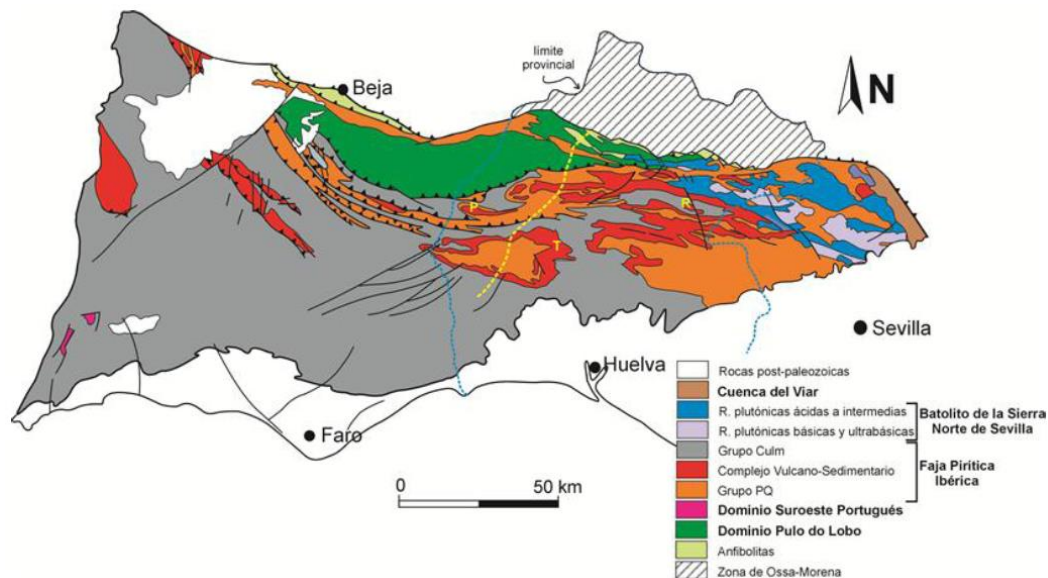 límite
provincial
N
Beja
P
R
T
Sevilla
Huelva
Faro
0
50 km
Rocas post-paleozoicas
Cuenca del Viar
R. plutónicas ácidas a intermedias
R. plutónicas básicas y ultrabásicas
Batolito de la Sierra
Norte de Sevilla
Grupo Culm
Complejo Vulcano-Sedimentario
Grupo PQ
Faja Pirítica
Ibérica
Dominio Suroeste Portugués
Dominio Pulo do Lobo
Anfibolitas
Zona de Ossa-Morena